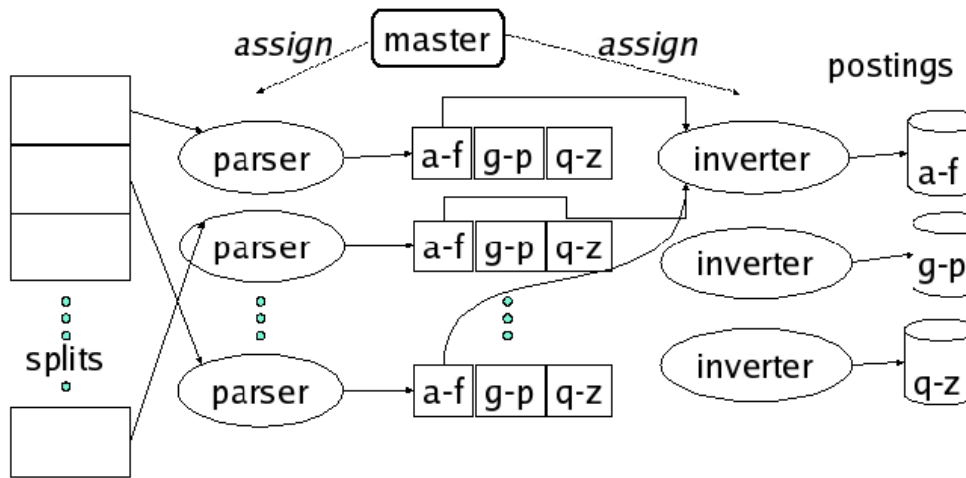 assign master assign
postings
parser a-f g-p q-z inverter a-f
parser a-f g-p q-z inverter g-p
splits
parser a-f g-p q-z inverter q-z